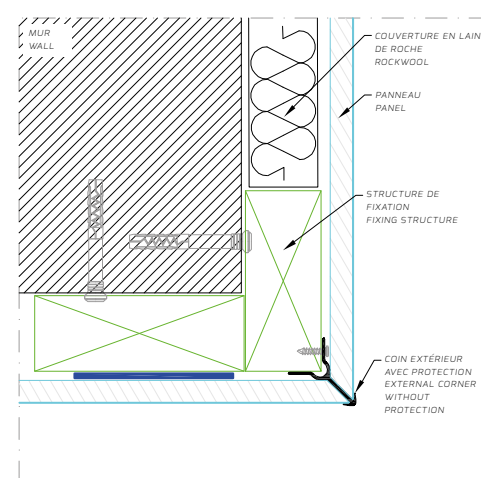 MUR
WALL
COUVERTURE EN LAIN
DE ROCHE
ROCKWOOL
PANNEAU
PANEL
STRUCTURE DE
FIXATION
FIXING STRUCTURE
COIN EXTÉRIEUR
AVEC PROTECTION
EXTERNAL CORNER
WITHOUT
PROTECTION